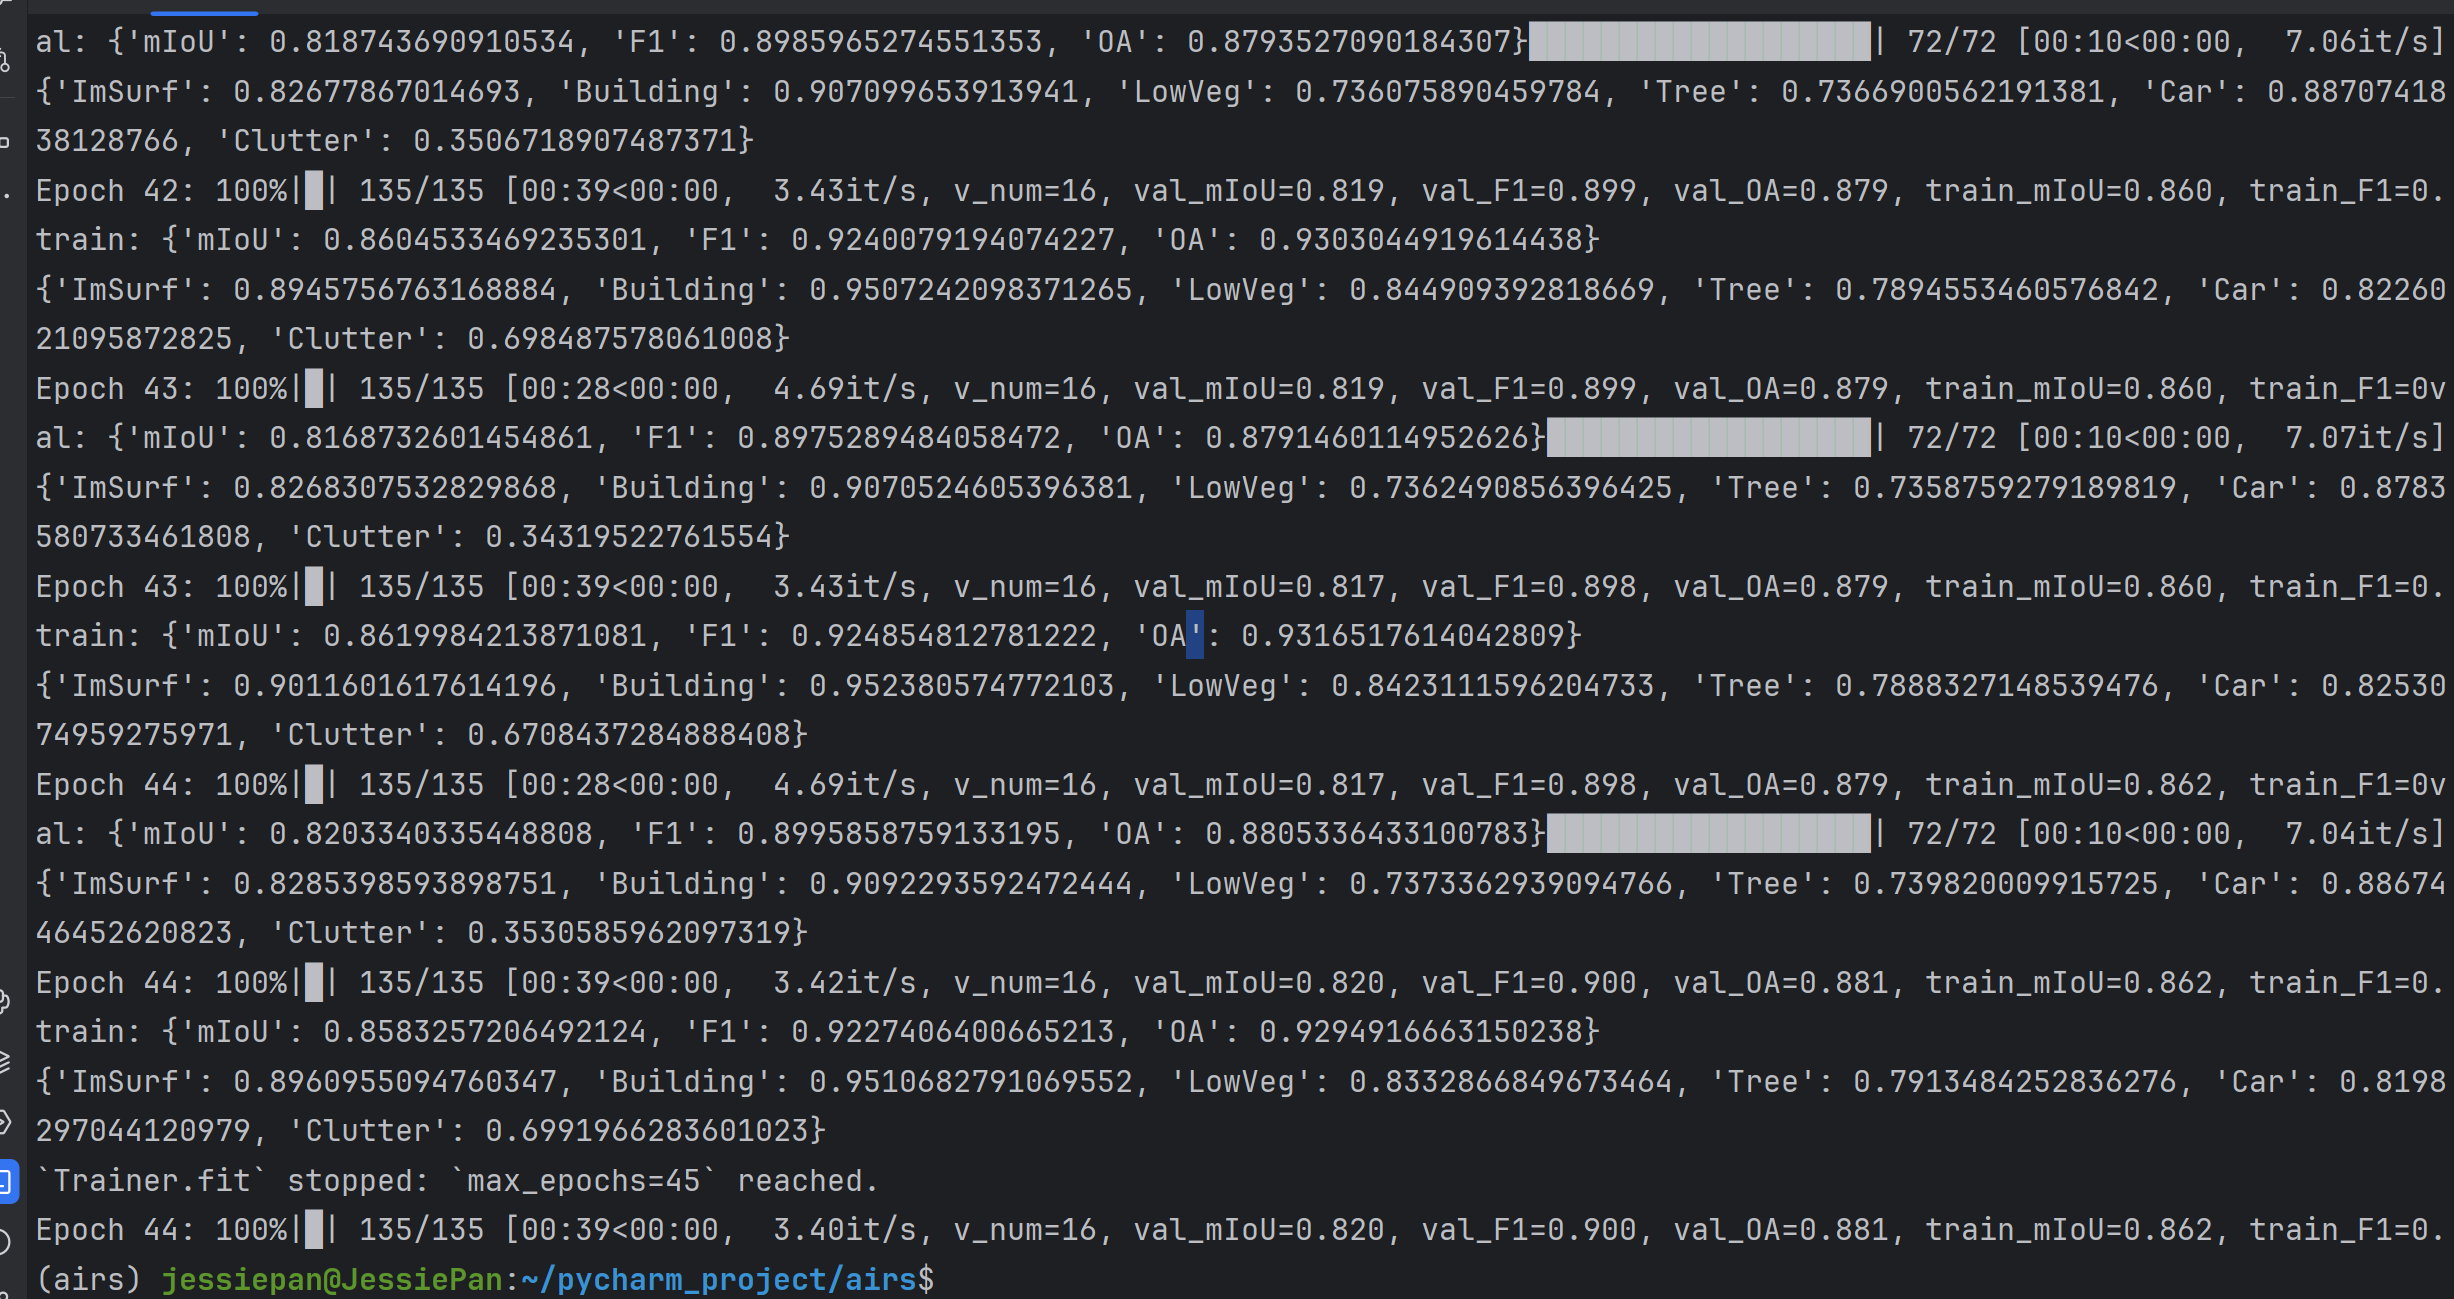 al: {'mIoU': 0.818743690910534, 'F1': 0.8985965274551353, 'OA': 0.8793527090184307}███████████████████| 72/72 [00:10<00:00,  7.06it/s]
{'ImSurf': 0.82677867014693, 'Building': 0.907099653913941, 'LowVeg': 0.736075890459784, 'Tree': 0.7366900562191381, 'Car': 0.88707418
38128766, 'Clutter': 0.3506718907487371}
Epoch 42: 100%|█| 135/135 [00:39<00:00,  3.43it/s, v_num=16, val_mIoU=0.819, val_F1=0.899, val_OA=0.879, train_mIoU=0.860, train_F1=0.
train: {'mIoU': 0.8604533469235301, 'F1': 0.9240079194074227, 'OA': 0.9303044919614438}
{'ImSurf': 0.8945756763168884, 'Building': 0.9507242098371265, 'LowVeg': 0.844909392818669, 'Tree': 0.7894553460576842, 'Car': 0.82260
21095872825, 'Clutter': 0.698487578061008}
Epoch 43: 100%|█| 135/135 [00:28<00:00,  4.69it/s, v_num=16, val_mIoU=0.819, val_F1=0.899, val_OA=0.879, train_mIoU=0.860, train_F1=0v
al: {'mIoU': 0.8168732601454861, 'F1': 0.8975289484058472, 'OA': 0.8791460114952626}██████████████████| 72/72 [00:10<00:00,  7.07it/s]
{'ImSurf': 0.8268307532829868, 'Building': 0.9070524605396381, 'LowVeg': 0.7362490856396425, 'Tree': 0.7358759279189819, 'Car': 0.8783
580733461808, 'Clutter': 0.34319522761554}
Epoch 43: 100%|█| 135/135 [00:39<00:00,  3.43it/s, v_num=16, val_mIoU=0.817, val_F1=0.898, val_OA=0.879, train_mIoU=0.860, train_F1=0.
train: {'mIoU': 0.8619984213871081, 'F1': 0.924854812781222, 'OA': 0.9316517614042809}
{'ImSurf': 0.9011601617614196, 'Building': 0.952380574772103, 'LowVeg': 0.8423111596204733, 'Tree': 0.7888327148539476, 'Car': 0.82530
74959275971, 'Clutter': 0.6708437284888408}
Epoch 44: 100%|█| 135/135 [00:28<00:00,  4.69it/s, v_num=16, val_mIoU=0.817, val_F1=0.898, val_OA=0.879, train_mIoU=0.862, train_F1=0v
al: {'mIoU': 0.8203340335448808, 'F1': 0.8995858759133195, 'OA': 0.8805336433100783}██████████████████| 72/72 [00:10<00:00,  7.04it/s]
{'ImSurf': 0.8285398593898751, 'Building': 0.9092293592472444, 'LowVeg': 0.7373362939094766, 'Tree': 0.739820009915725, 'Car': 0.88674
46452620823, 'Clutter': 0.3530585962097319}
Epoch 44: 100%|█| 135/135 [00:39<00:00,  3.42it/s, v_num=16, val_mIoU=0.820, val_F1=0.900, val_OA=0.881, train_mIoU=0.862, train_F1=0.
train: {'mIoU': 0.8583257206492124, 'F1': 0.9227406400665213, 'OA': 0.9294916663150238}
{'ImSurf': 0.8960955094760347, 'Building': 0.9510682791069552, 'LowVeg': 0.8332866849673464, 'Tree': 0.7913484252836276, 'Car': 0.8198
297044120979, 'Clutter': 0.6991966283601023}
`Trainer.fit` stopped: `max_epochs=45` reached.
Epoch 44: 100%|█| 135/135 [00:39<00:00,  3.40it/s, v_num=16, val_mIoU=0.820, val_F1=0.900, val_OA=0.881, train_mIoU=0.862, train_F1=0.
(airs) jessiepan@JessiePan:~/pycharm_project/airs$